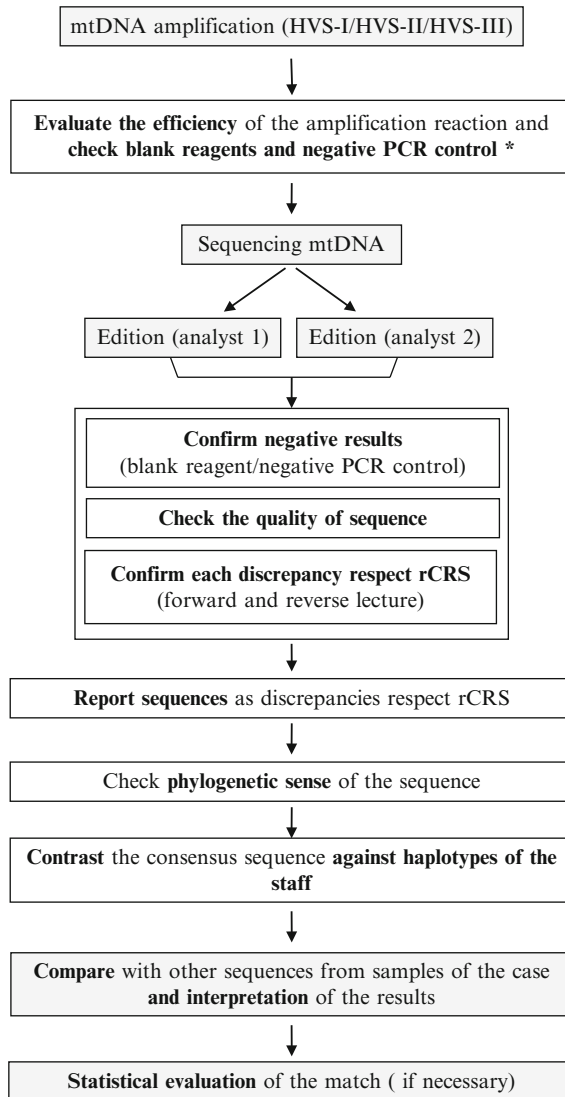 mtDNA amplification (HVS-I/HVS-II/HVS-III)
Evaluate the efficiency of the amplification reaction and
check blank reagents and negative PCR control *
Sequencing mtDNA
Edition (analyst 1)
Edition (analyst 2)
Confirm negative results
(blank reagent/negative PCR control)
Check the quality of sequence
Confirm each discrepancy respect rCRS
(forward and reverse lecture)
Report sequences as discrepancies respect rCRS
Check phylogenetic sense of the sequence
Contrast the consensus sequence against haplotypes of the
staff
Compare with other sequences from samples of the case
and interpretation of the results
Statistical evaluation of the match ( if necessary)